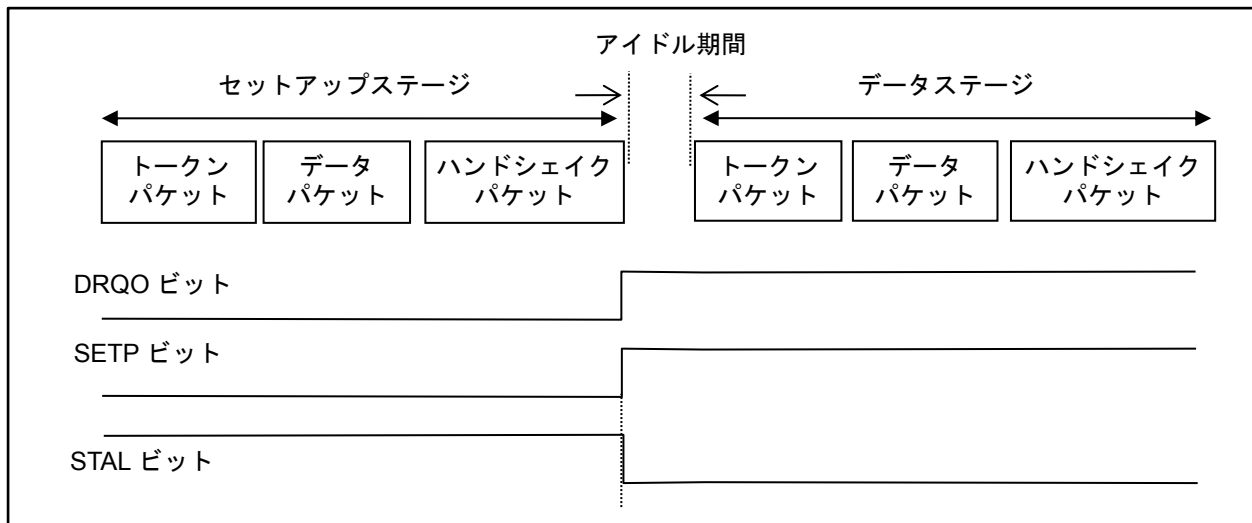 アイドル期間
セットアップステージ
データステージ
トークン
パケット
データ
パケット
ハンドシェイク
パケット
トークン
パケット
データ
パケット
ハンドシェイク
パケット
DRQO ビット
SETP ビット
STAL ビット